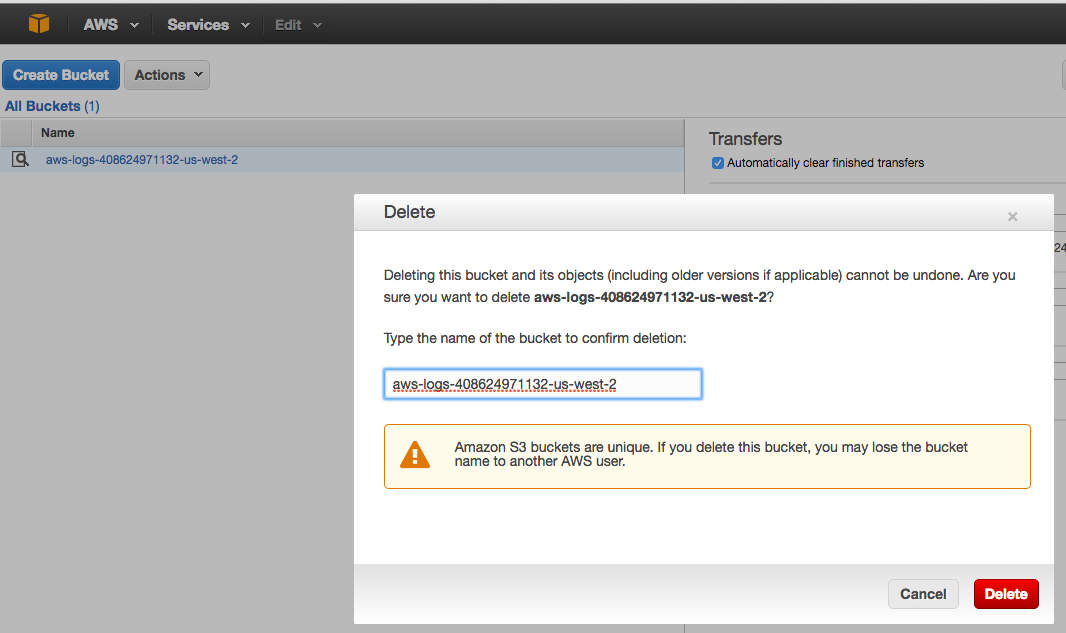 AWS Services Edit
Create Bucket Actions
All Buckets (1)
Name
aws-logs-408624971132-us-west-2
Transfers
Automatically clear finished transfers
24
Delete ×
Deleting this bucket and its objects (including older versions if applicable) cannot be undone. Are you
sure you want to delete aws-logs-408624971132-us-west-2?
Type the name of the bucket to confirm deletion:
aws-logs-408624971132-us-west-2
Amazon S3 buckets are unique. If you delete this bucket, you may lose the bucket
name to another AWS user.
Cancel Delete